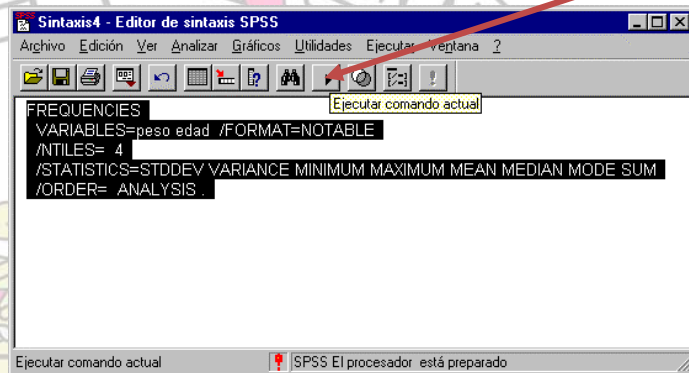 Sintaxis4 - Editor de sintaxis SPSS
Archivo Edición Ver Analizar Gráficos Utilidades Ejecutar Ventana ?
Ejecutar comando actual
FREQUENCIES
VARIABLES=peso edad /FORMAT=NOTABLE
/NTILES= 4
/STATISTICS=STDDEV VARIANCE MINIMUM MAXIMUM MEAN MEDIAN MODE SUM
/ORDER= ANALYSIS .
Ejecutar comando actual
SPSS El procesador está preparado